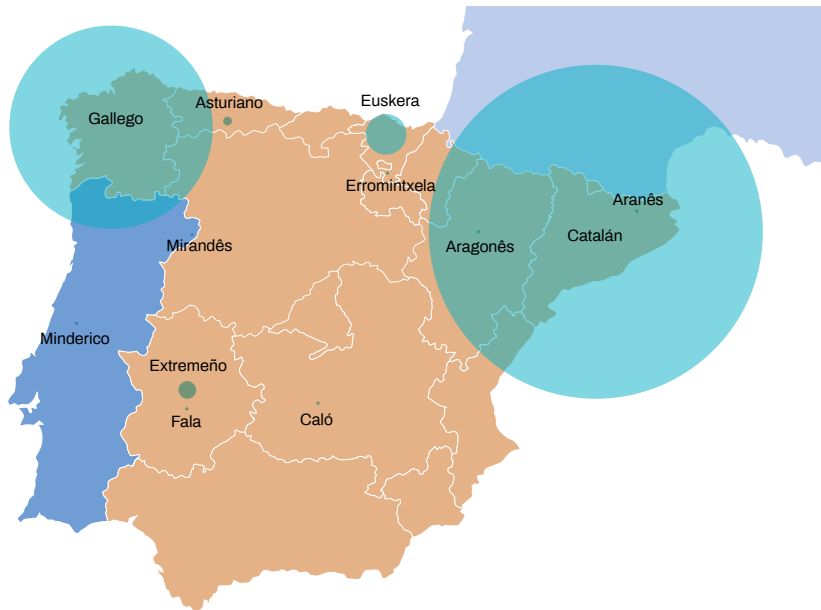 Euskera
Asturiano
Gallego
Erromintxela
Aranês
Catalán
Mirandês
Aragonês
Minderico
Extremeño
Fala
Caló